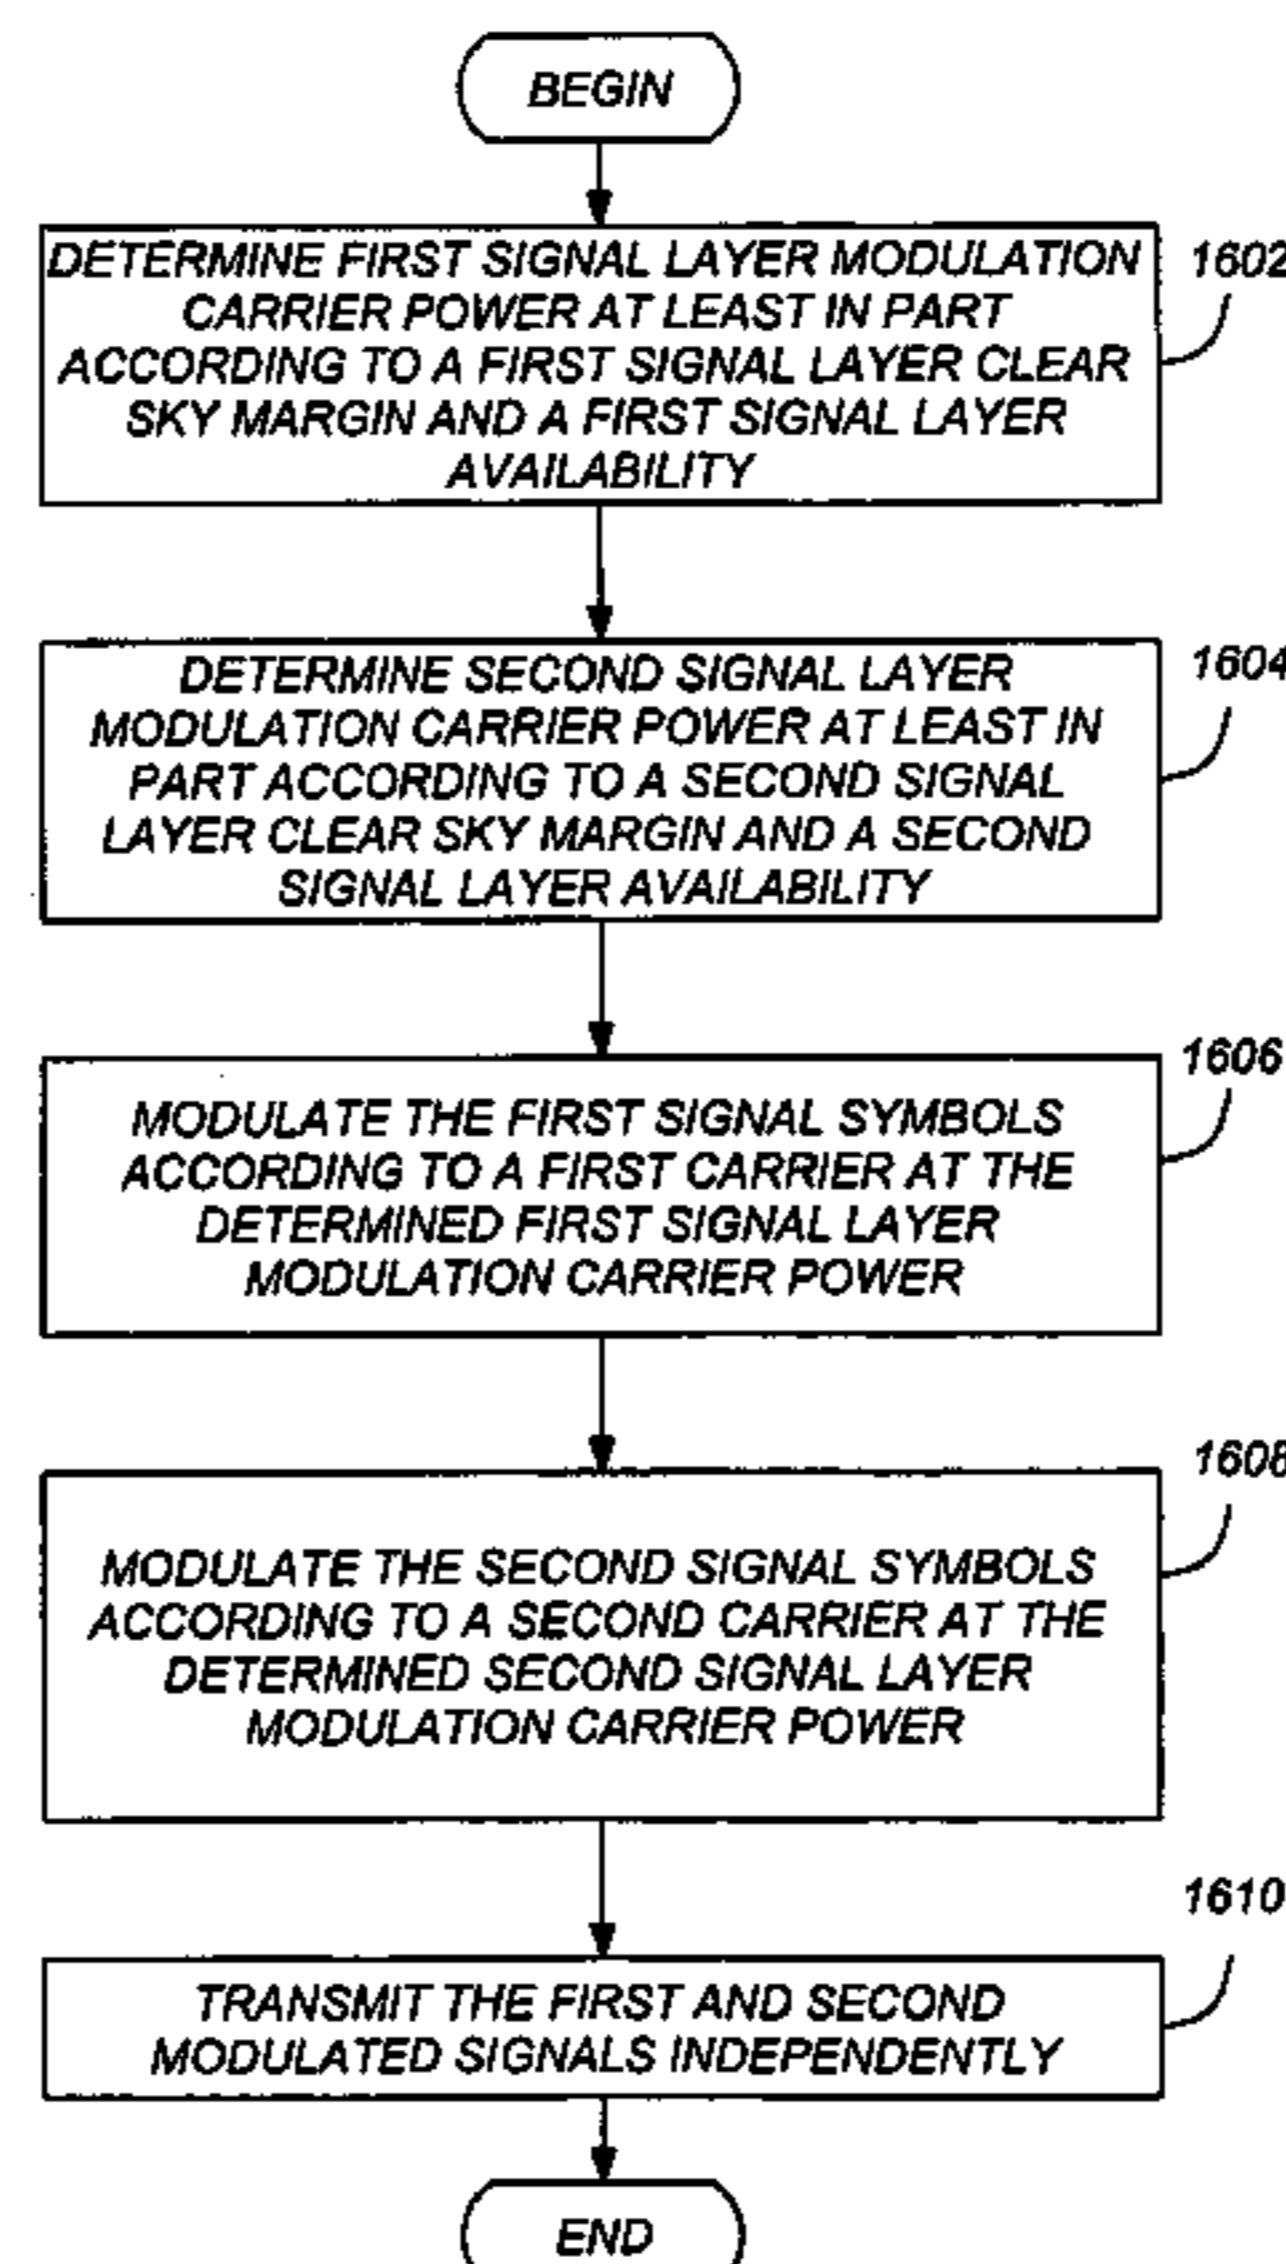 BEGIN
DETERMINE FIRST SIGNAL LAYER MODULATION
CARRIER POWER AT LEAST IN PART
ACCORDING TO A FIRST SIGNAL LAYER CLEAR
SKY MARGIN AND A FIRST SIGNAL LAYER
AVAILABILITY
1602
DETERMINE SECOND SIGNAL LAYER
MODULATION CARRIER POWER AT LEAST IN
PART ACCORDING TO A SECOND SIGNAL
LAYER CLEAR SKY MARGIN AND A SECOND
SIGNAL LAYER AVAILABILITY
1604
MODULATE THE FIRST SIGNAL SYMBOLS
ACCORDING TO A FIRST CARRIER AT THE
DETERMINED FIRST SIGNAL LAYER
MODULATION CARRIER POWER
1606
MODULATE THE SECOND SIGNAL SYMBOLS
ACCORDING TO A SECOND CARRIER AT THE
DETERMINED SECOND SIGNAL LAYER
MODULATION CARRIER POWER
1608
TRANSMIT THE FIRST AND SECOND
MODULATED SIGNALS INDEPENDENTLY
1610
END